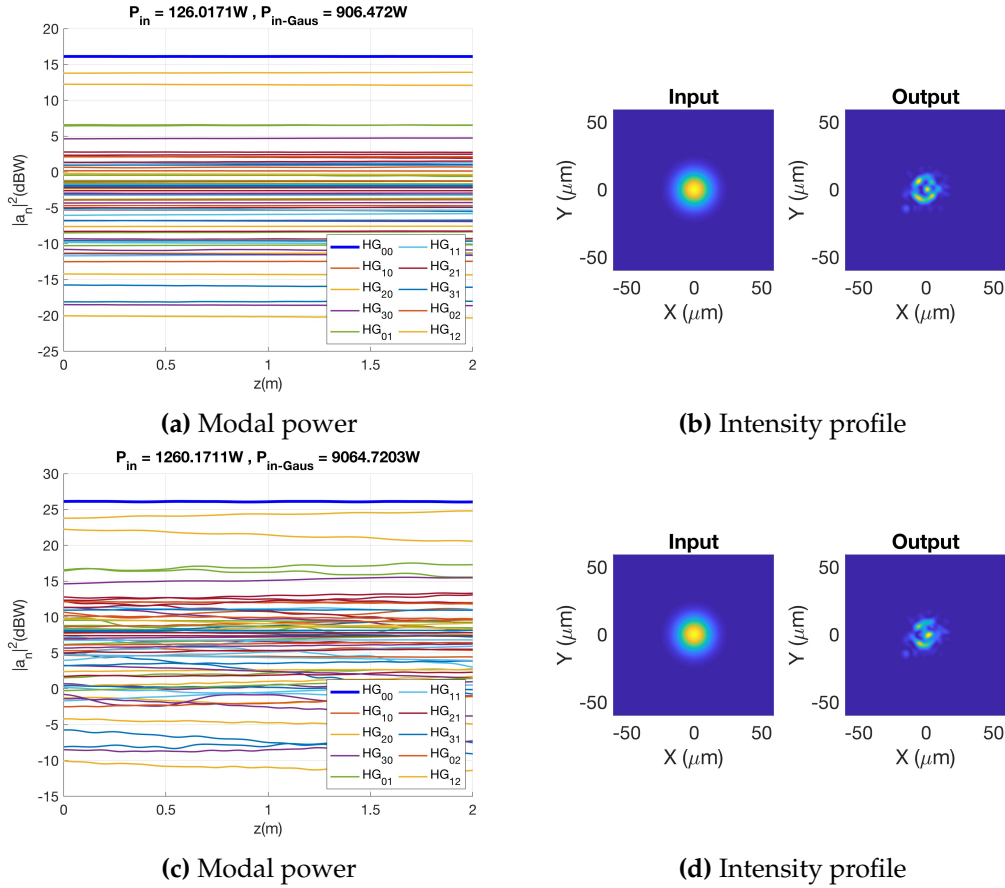 P_in = 126.0171W , P_in-Gaus = 906.472W
20
15
10
5
0
-5
-10
-15
-20
-25
|a_n|^2(dBW)
HG_00 HG_11
HG_10 HG_21
HG_20 HG_31
HG_30 HG_02
HG_01 HG_12
0 0.5 1 1.5 2
z(m)
(a) Modal power
Input Output
50 50
0 0
-50 -50
Y (μm) Y (μm)
-50 0 50 -50 0 50
X (μm) X (μm)
(b) Intensity profile
P_in = 1260.1711W , P_in-Gaus = 9064.7203W
30
25
20
15
10
5
0
-5
-10
-15
|a_n|^2(dBW)
HG_00 HG_11
HG_10 HG_21
HG_20 HG_31
HG_30 HG_02
HG_01 HG_12
0 0.5 1 1.5 2
z(m)
(c) Modal power
Input Output
50 50
0 0
-50 -50
Y (μm) Y (μm)
-50 0 50 -50 0 50
X (μm) X (μm)
(d) Intensity profile